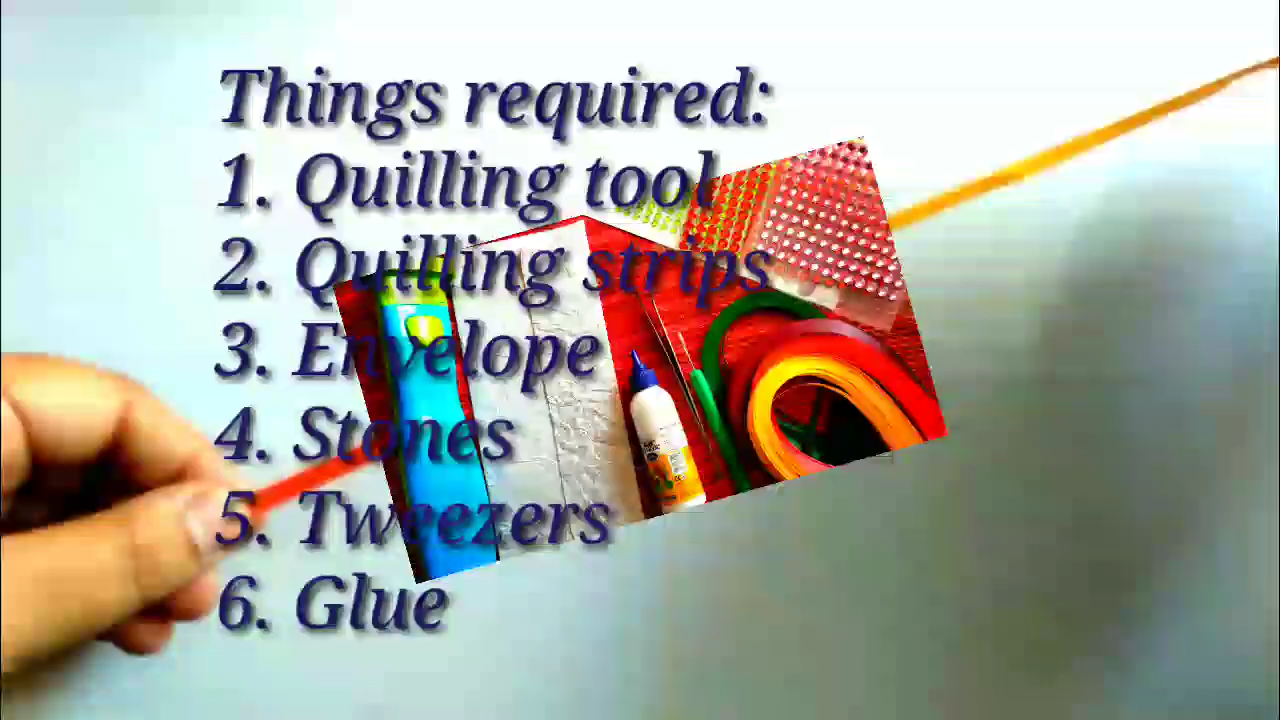 Things required:
1. Quilling tool
2. Quilling strips
3. Envelope
4. Stones
5. Tweezers
6. Glue